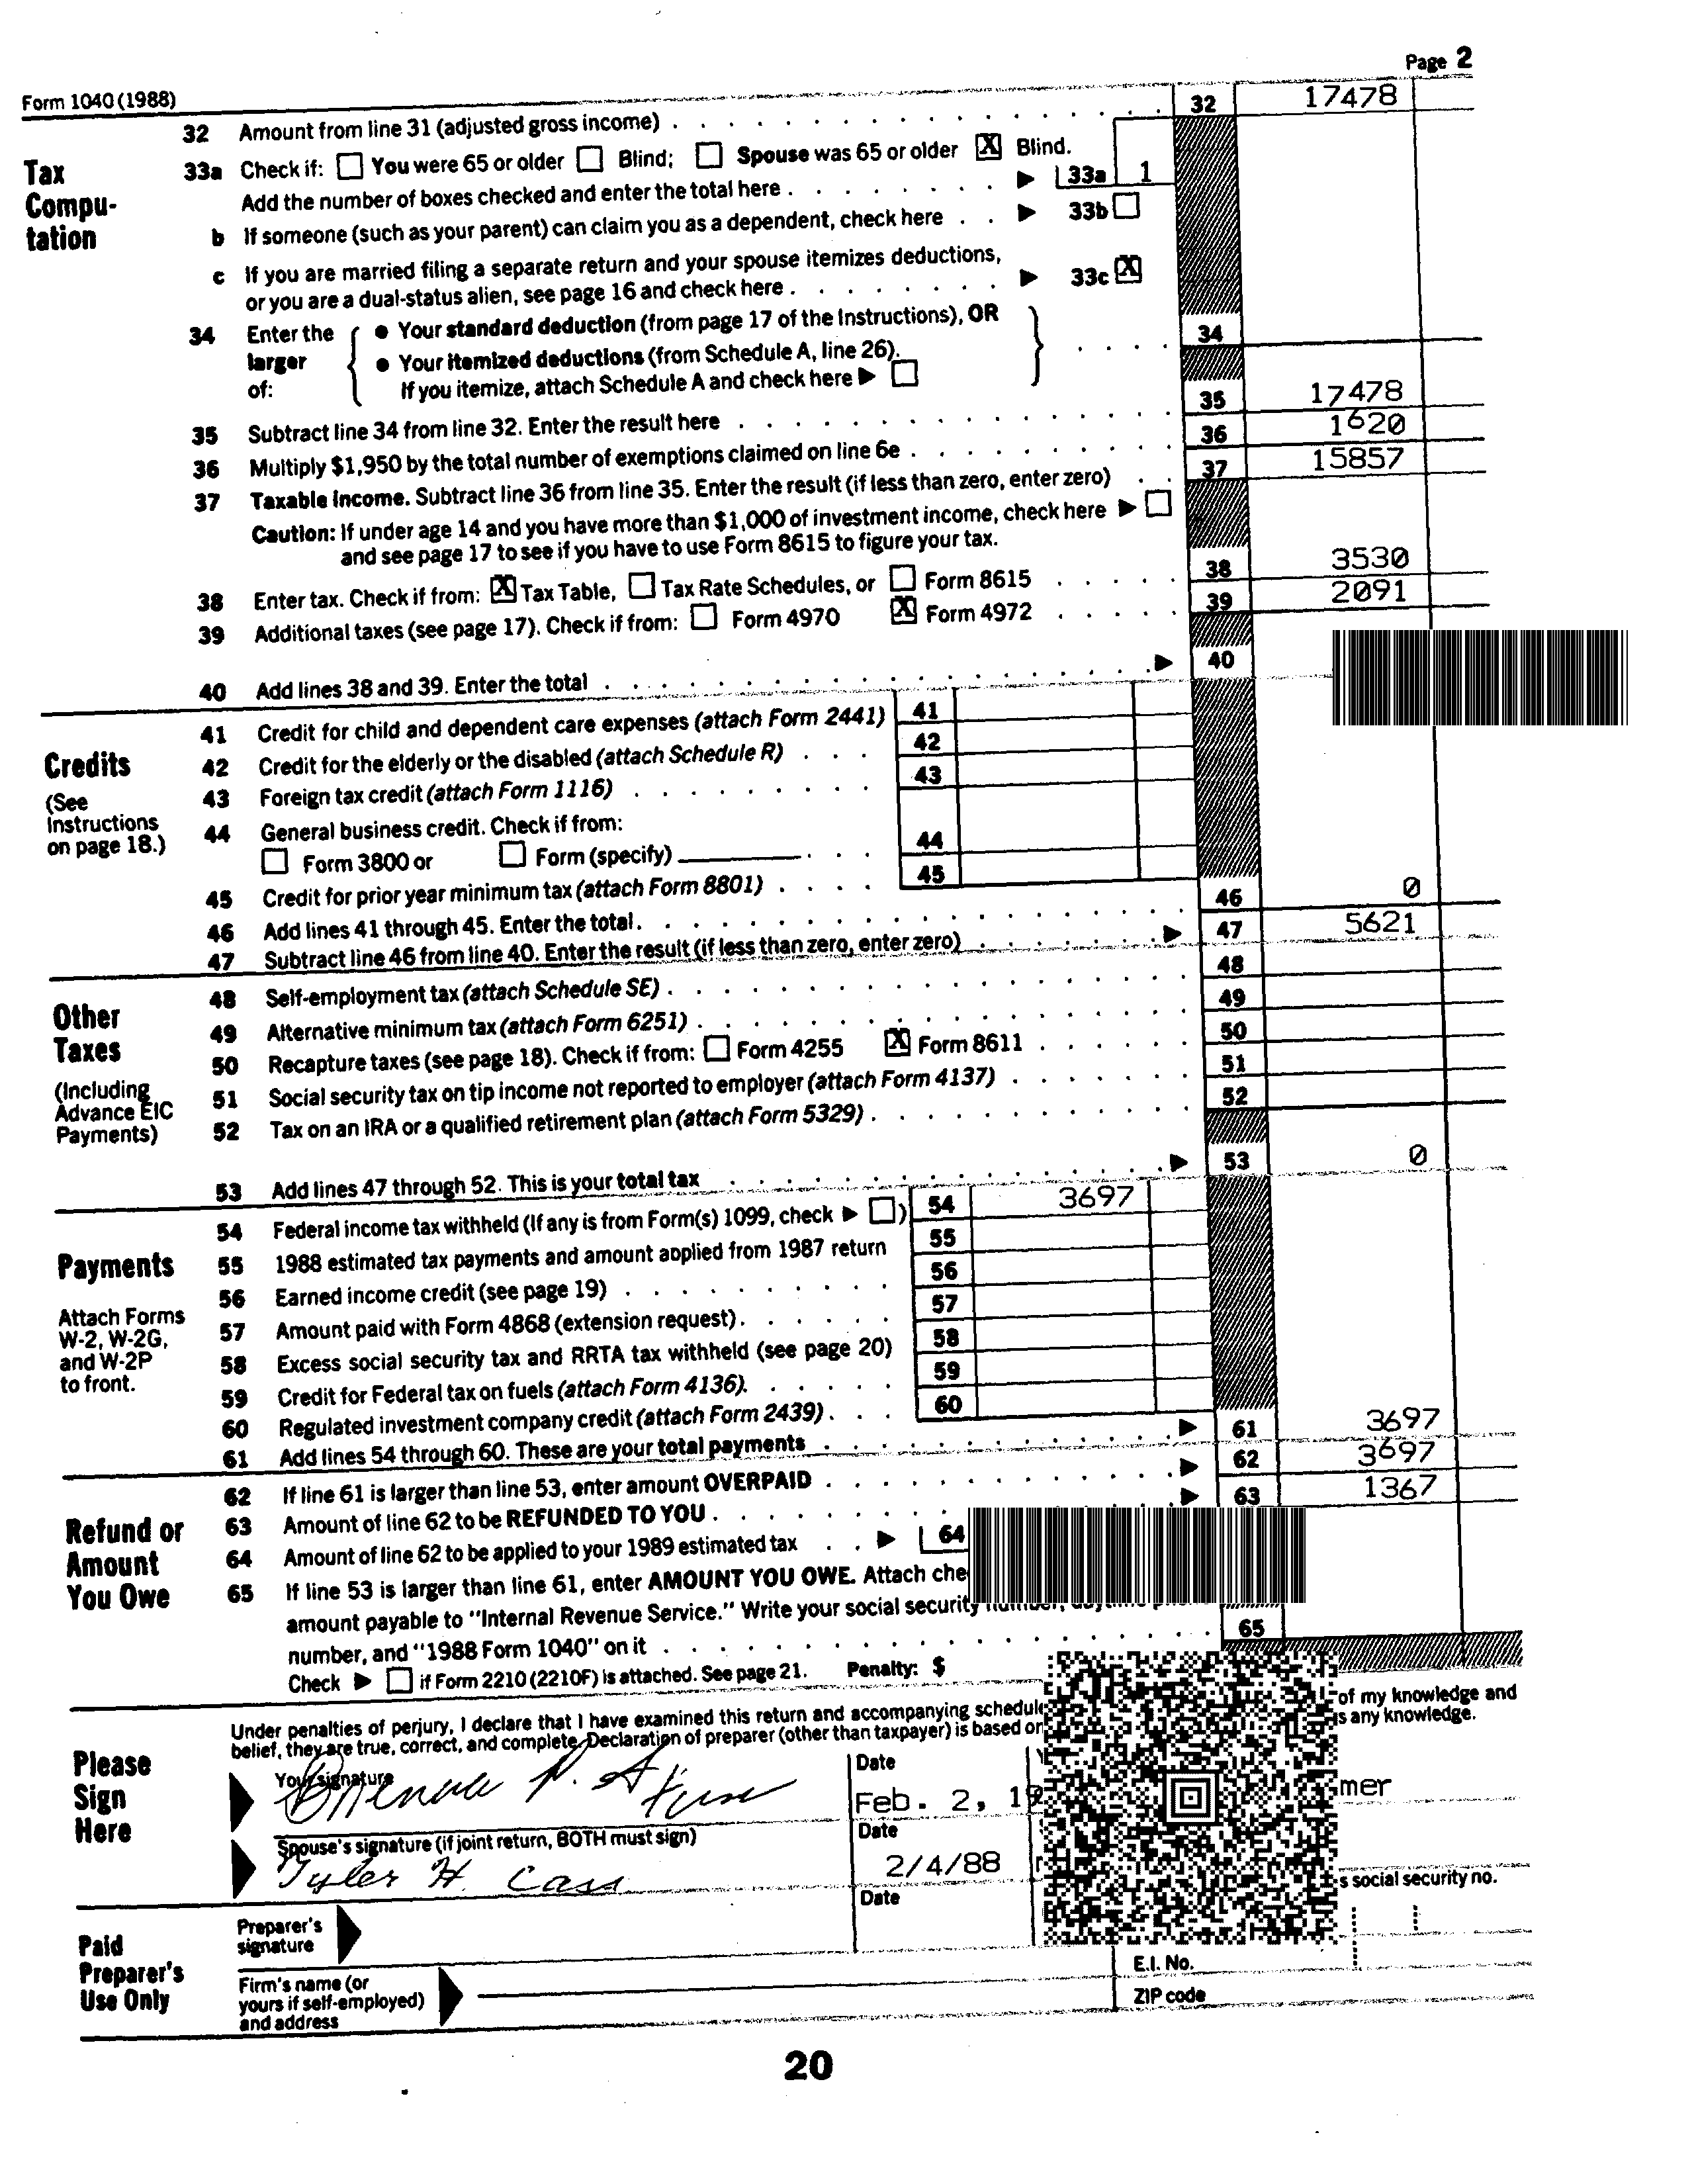 Page 2
Form 1040 (1988)
32 Amount from line 31 (adjusted gross income) 32 17478
Tax Computation
33a Check if: You were 65 or older Blind; Spouse was 65 or older X Blind.
Add the number of boxes checked and enter the total here 33a 1
b If someone (such as your parent) can claim you as a dependent, check here 33b
c If you are married filing a separate return and your spouse itemizes deductions,
or you are a dual-status alien, see page 16 and check here 33c X
34 Enter the larger of:
● Your standard deduction (from page 17 of the Instructions), OR
● Your itemized deductions (from Schedule A, line 26).
If you itemize, attach Schedule A and check here
34
35 Subtract line 34 from line 32. Enter the result here 35 17478
36 Multiply $1,950 by the total number of exemptions claimed on line 6e 36 1620
37 Taxable income. Subtract line 36 from line 35. Enter the result (if less than zero, enter zero) 37 15857
Caution: If under age 14 and you have more than $1,000 of investment income, check here
and see page 17 to see if you have to use Form 8615 to figure your tax.
38 Enter tax. Check if from: X Tax Table, Tax Rate Schedules, or Form 8615 38 3530
39 Additional taxes (see page 17). Check if from: Form 4970 X Form 4972 39 2091
40 Add lines 38 and 39. Enter the total 40
Credits
(See Instructions on page 18.)
41 Credit for child and dependent care expenses (attach Form 2441) 41
42 Credit for the elderly or the disabled (attach Schedule R) 42
43 Foreign tax credit (attach Form 1116) 43
44 General business credit. Check if from:
Form 3800 or Form (specify) 44
45 Credit for prior year minimum tax (attach Form 8801) 45
46 Add lines 41 through 45. Enter the total 46 0
47 Subtract line 46 from line 40. Enter the result (if less than zero, enter zero) 47 5621
Other Taxes
(Including Advance EIC Payments)
48 Self-employment tax (attach Schedule SE) 48
49 Alternative minimum tax (attach Form 6251) 49
50 Recapture taxes (see page 18). Check if from: Form 4255 X Form 8611 50
51 Social security tax on tip income not reported to employer (attach Form 4137) 51
52 Tax on an IRA or a qualified retirement plan (attach Form 5329) 52
53 Add lines 47 through 52. This is your total tax 53 0
Payments
Attach Forms W-2, W-2G, and W-2P to front.
54 Federal income tax withheld (If any is from Form(s) 1099, check ) 54 3697
55 1988 estimated tax payments and amount applied from 1987 return 55
56 Earned income credit (see page 19) 56
57 Amount paid with Form 4868 (extension request) 57
58 Excess social security tax and RRTA tax withheld (see page 20) 58
59 Credit for Federal tax on fuels (attach Form 4136) 59
60 Regulated investment company credit (attach Form 2439) 60
61 Add lines 54 through 60. These are your total payments 61 3697
Refund or Amount You Owe
62 If line 61 is larger than line 53, enter amount OVERPAID 62 3697
63 Amount of line 62 to be REFUNDED TO YOU 63 1367
64 Amount of line 62 to be applied to your 1989 estimated tax 64
65 If line 53 is larger than line 61, enter AMOUNT YOU OWE. Attach
amount payable to "Internal Revenue Service." Write your social security
number, and "1988 Form 1040" on it 65
Check if Form 2210 (2210F) is attached. See page 21. Penalty: $
Please Sign Here
Under penalties of perjury, I declare that I have examined this return and accompanying of my knowledge and
belief, they are true, correct, and complete. Declaration of preparer (other than taxpayer) is based any knowledge.
Your signature
Date
Feb. 2,
Spouse's signature (if joint return, BOTH must sign)
Tyler H. Cass
Date
2/4/88
Paid Preparer's Use Only
Preparer's signature
Date
social security no.
Firm's name (or yours if self-employed) and address
E.I. No.
ZIP code
20